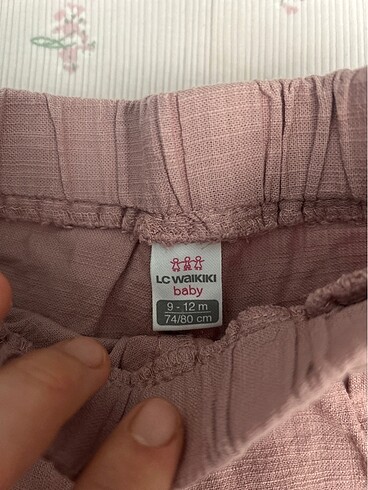 LC WAIKIKI
baby
9 - 12 m
74/80 cm